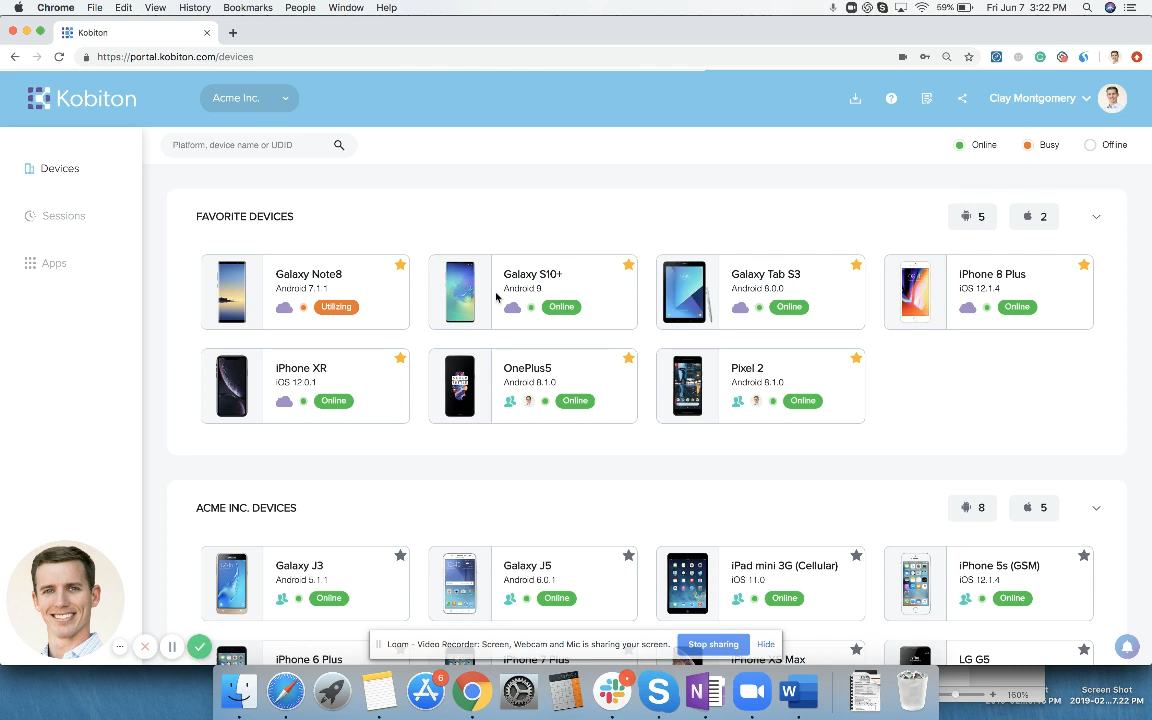 Chrome File Edit View History Bookmarks People Window Help
59% Fri Jun 7 3:22 PM
Kobiton
https://portal.kobiton.com/devices
Kobiton
Acme Inc.
Clay Montgomery
Platform, device name or UDID
Online Busy Offline
Devices
Sessions
Apps
FAVORITE DEVICES
5 2
Galaxy Note8
Android 7.1.1
Utilizing
Galaxy S10+
Android 9
Online
Galaxy Tab S3
Android 8.0.0
Online
iPhone 8 Plus
iOS 12.1.4
Online
iPhone XR
iOS 12.0.1
Online
OnePlus5
Android 8.1.0
Online
Pixel 2
Android 8.1.0
Online
ACME INC. DEVICES
8 5
Galaxy J3
Android 5.1.1
Online
Galaxy J5
Android 6.0.1
Online
iPad mini 3G (Cellular)
iOS 11.0
Online
iPhone 5s (GSM)
iOS 12.1.4
Online
Loom - Video Recorder: Screen, Webcam and Mic is sharing your screen. Stop sharing Hide
iPhone 6 Plus
iPhone 7 Plus
iPhone XS Max
LG G5
6
160%
Screen Shot
2019-02...7.22 PM